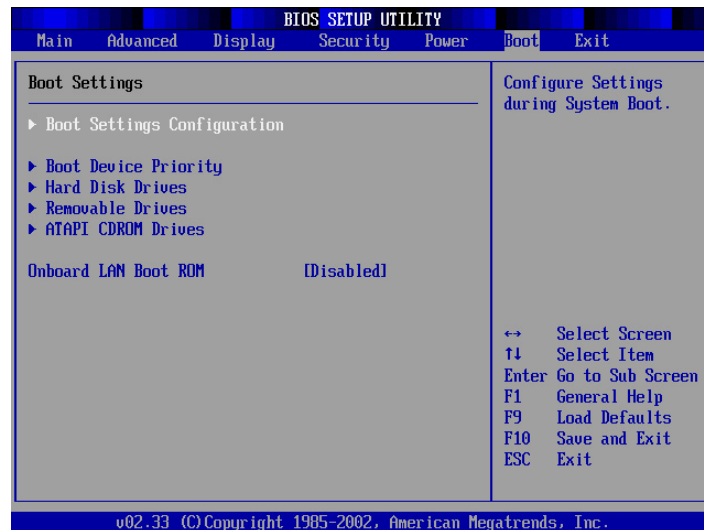 BIOS SETUP UTILITY
Main Advanced Display Security Power Boot Exit
Boot Settings
▶ Boot Settings Configuration
▶ Boot Device Priority
▶ Hard Disk Drives
▶ Removable Drives
▶ ATAPI CDROM Drives
Onboard LAN Boot ROM [Disabled]
Configure Settings
during System Boot.
↔ Select Screen
↑↓ Select Item
Enter Go to Sub Screen
F1 General Help
F9 Load Defaults
F10 Save and Exit
ESC Exit
v02.33 (C)Copyright 1985-2002, American Megatrends, Inc.